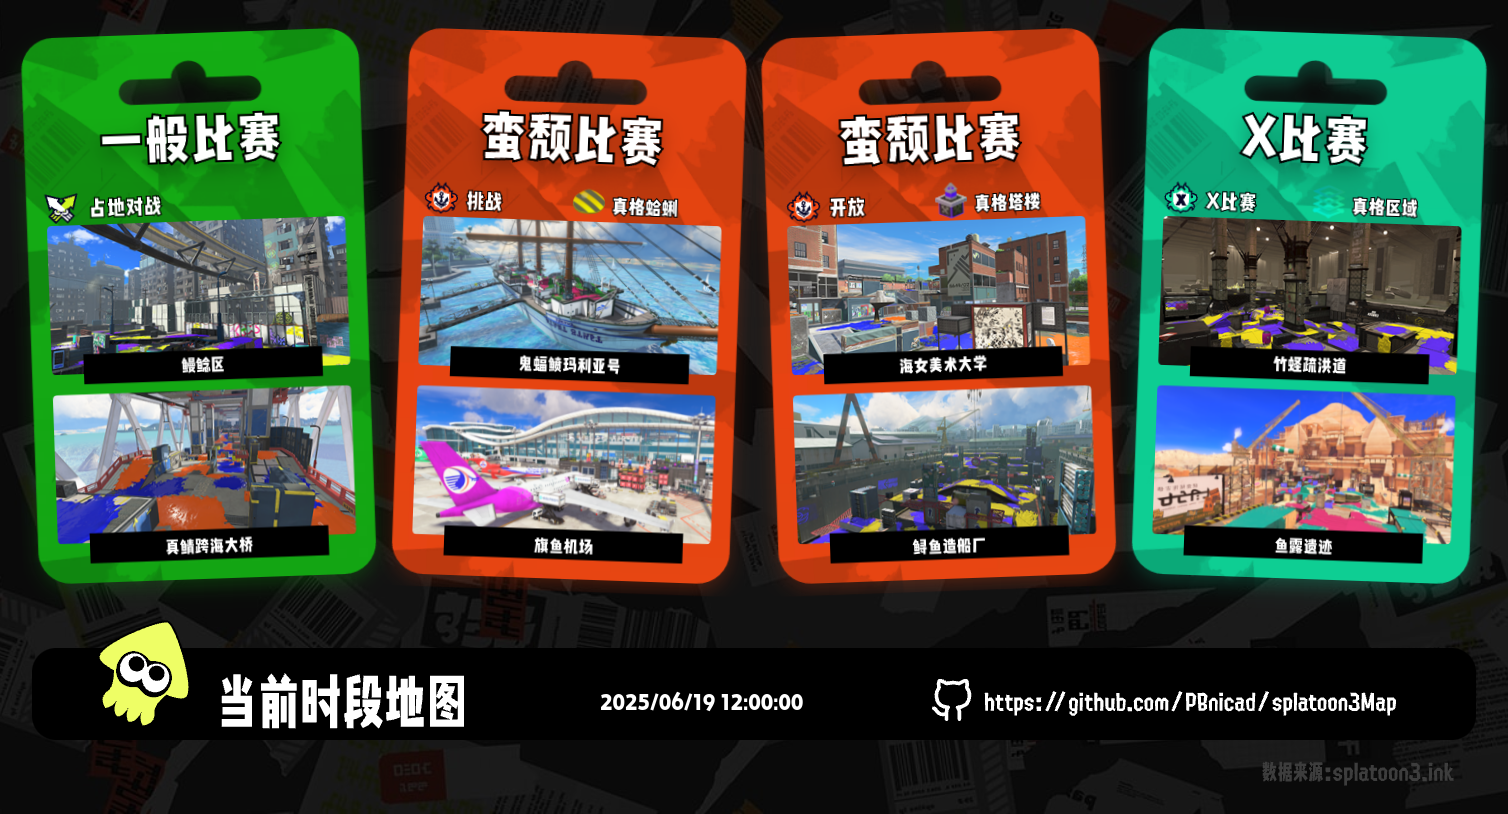 一般比赛
占地对战
鳗鲶区
真鲭跨海大桥
蛮颓比赛
挑战
真格蛤蜊
鬼蝠鲼玛利亚号
旗鱼机场
蛮颓比赛
开放
真格塔楼
海女美术大学
鲟鱼造船厂
X比赛
X比赛
真格区域
竹蛏疏洪道
鱼露遗迹
当前时段地图
2025/06/19 12:00:00
https://github.com/PBnicad/splatoon3Map
数据来源:splatoon3.ink